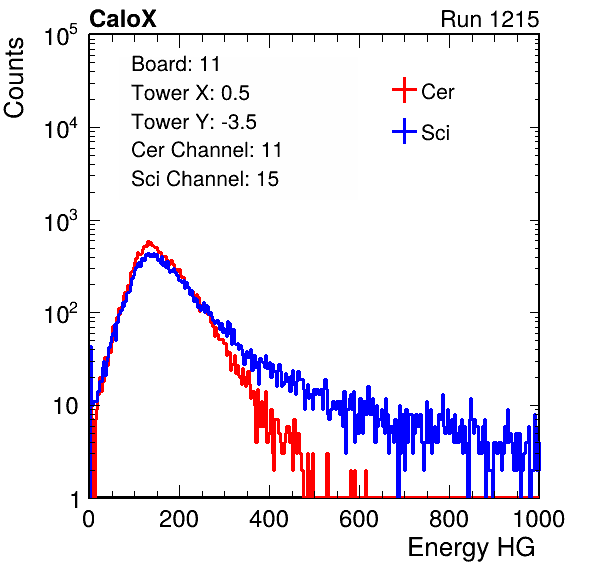 CaloX
Run 1215
Counts
10^5
10^4
10^3
10^2
10
1
Board: 11
Tower X: 0.5
Tower Y: -3.5
Cer Channel: 11
Sci Channel: 15
Cer
Sci
0 200 400 600 800 1000
Energy HG